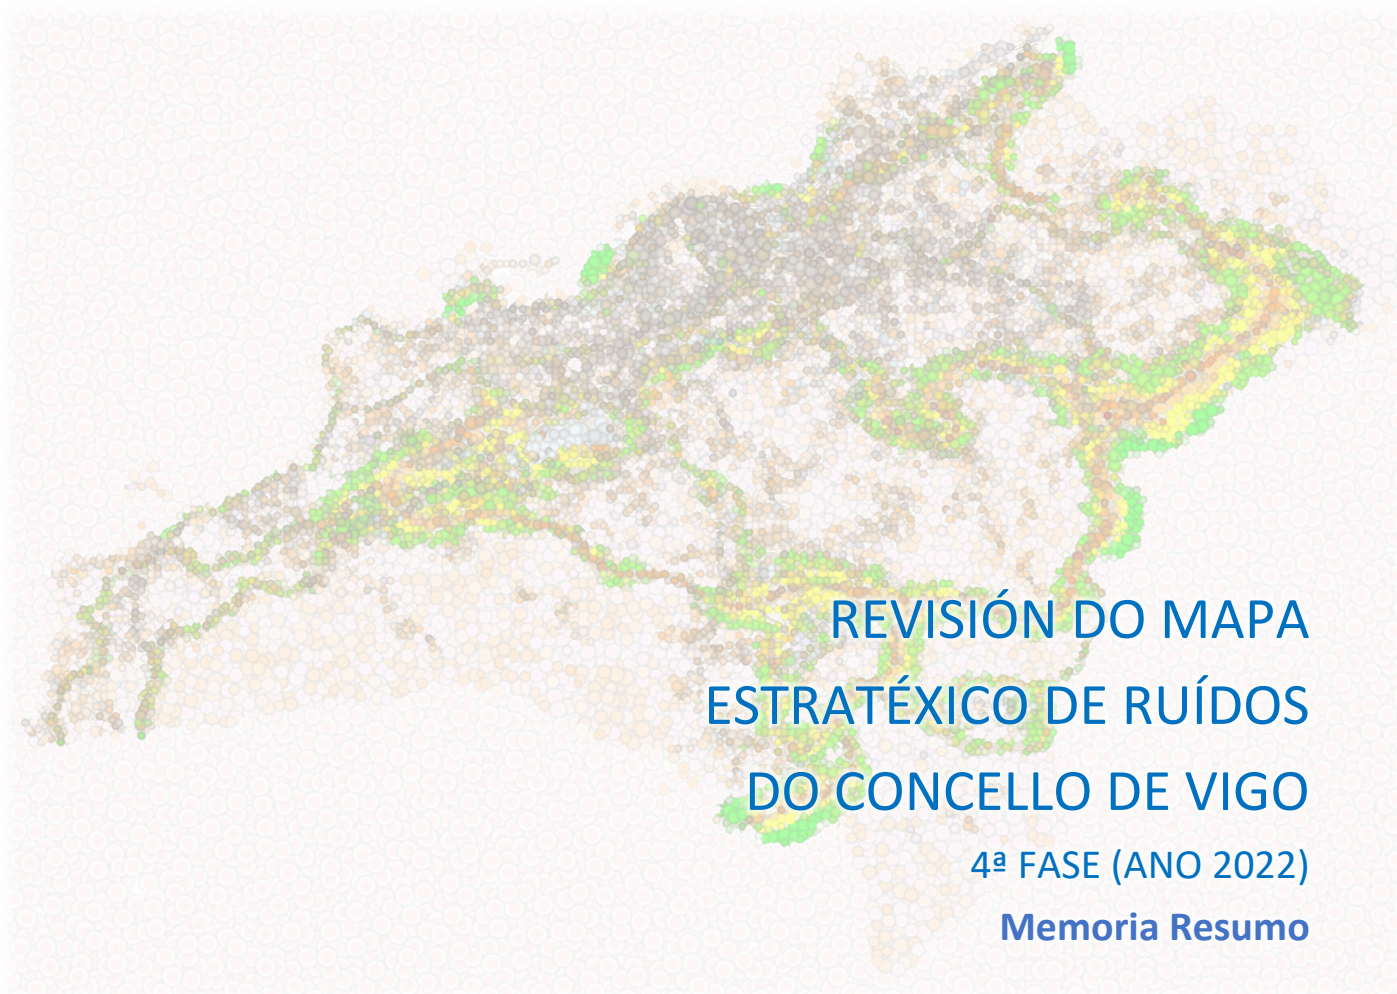 REVISIÓN DO MAPA
ESTRATÉXICO DE RUÍDOS
DO CONCELLO DE VIGO
4ª FASE (ANO 2022)
Memoria Resumo